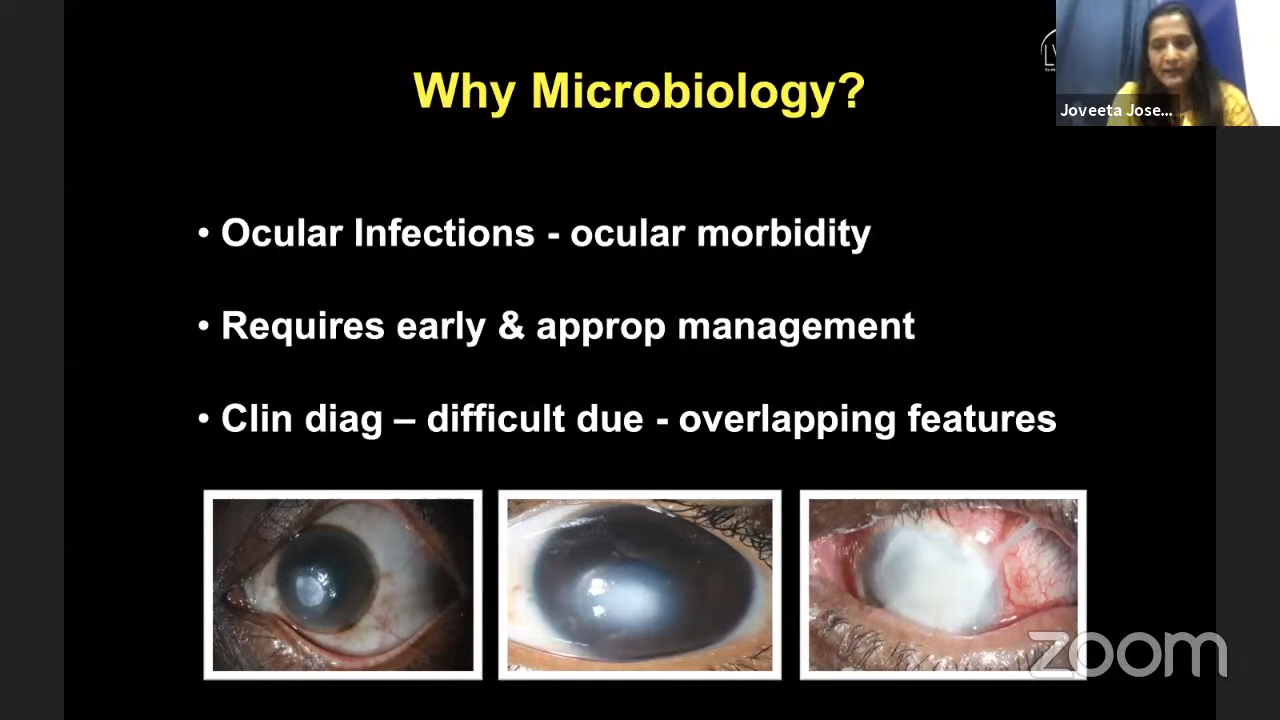 Why Microbiology?
Joveeta Jose...
• Ocular Infections - ocular morbidity
• Requires early & approp management
• Clin diag – difficult due - overlapping features
zoom